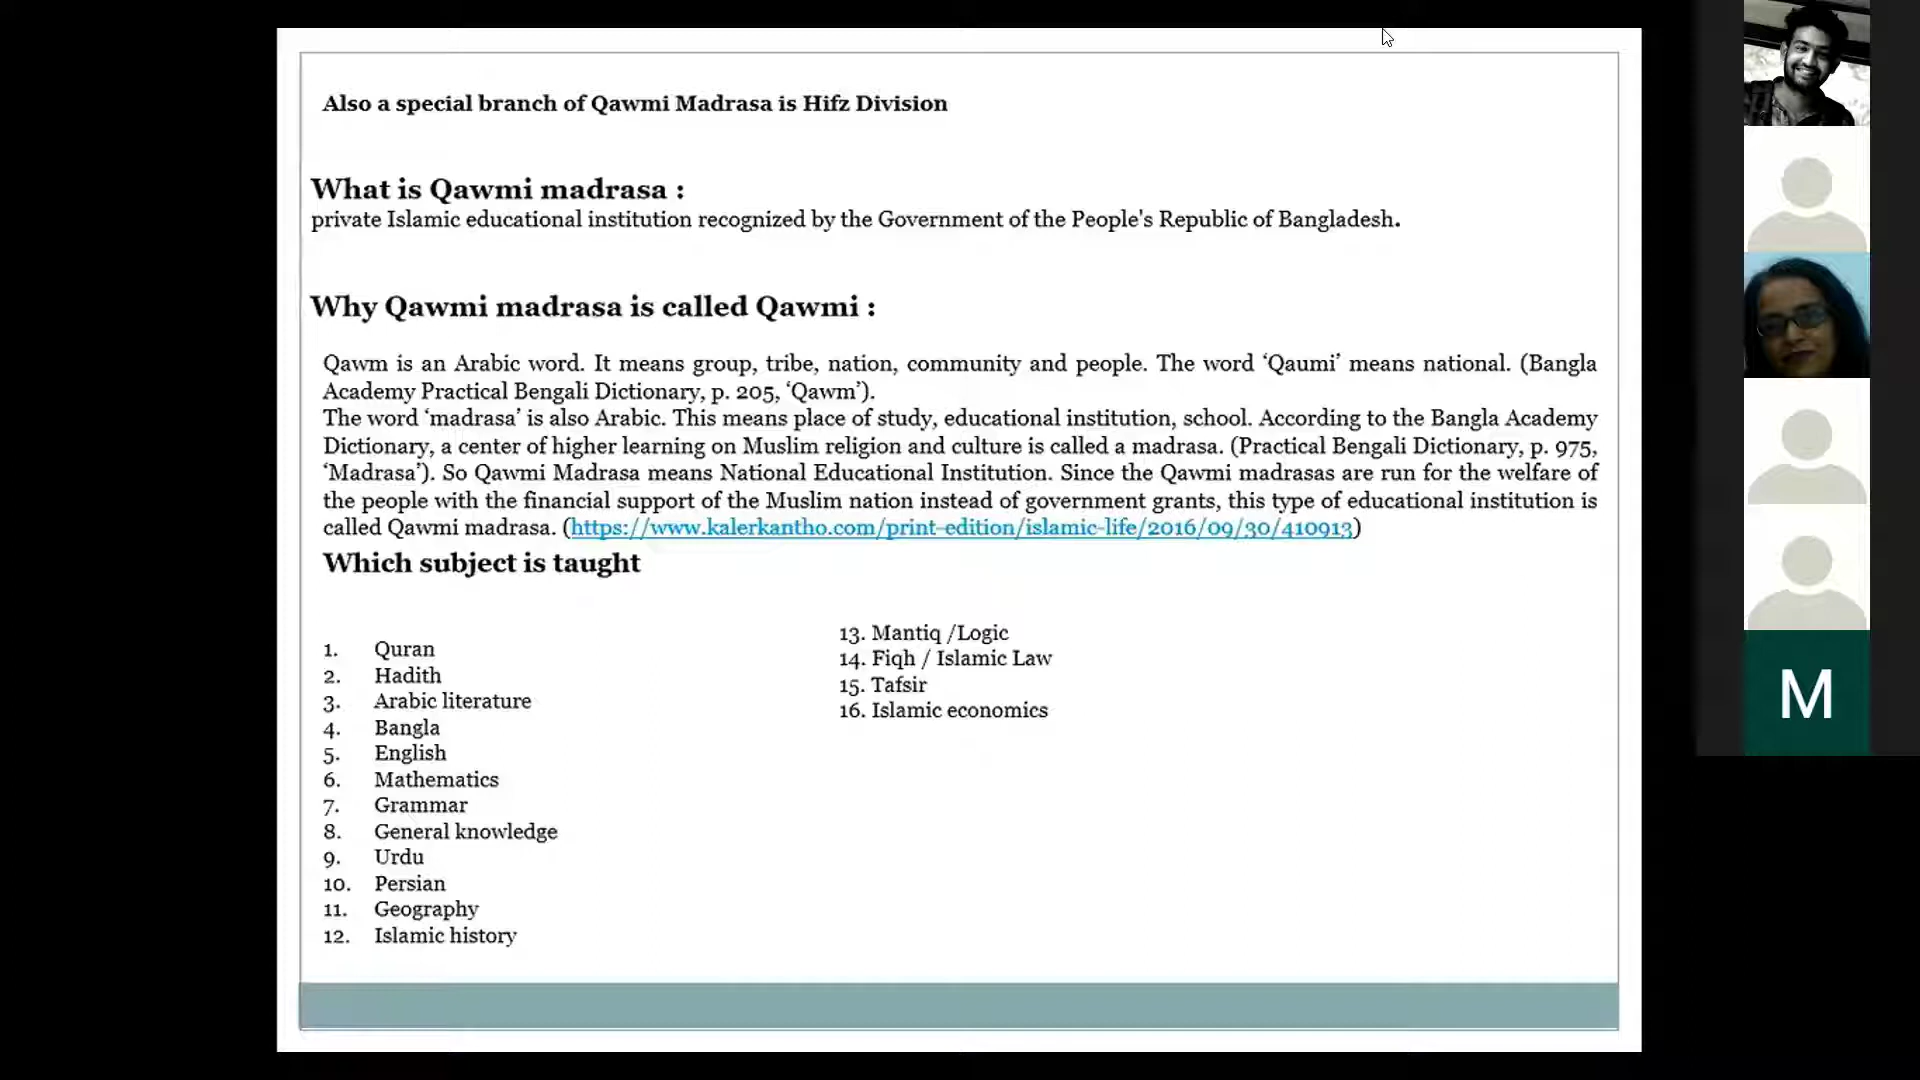 Also a special branch of Qawmi Madrasa is Hifz Division
What is Qawmi madrasa :
private Islamic educational institution recognized by the Government of the People's Republic of Bangladesh.
Why Qawmi madrasa is called Qawmi :
Qawm is an Arabic word. It means group, tribe, nation, community and people. The word ‘Qaumi’ means national. (Bangla
Academy Practical Bengali Dictionary, p. 205, ‘Qawm’).
The word ‘madrasa’ is also Arabic. This means place of study, educational institution, school. According to the Bangla Academy
Dictionary, a center of higher learning on Muslim religion and culture is called a madrasa. (Practical Bengali Dictionary, p. 975,
‘Madrasa’). So Qawmi Madrasa means National Educational Institution. Since the Qawmi madrasas are run for the welfare of
the people with the financial support of the Muslim nation instead of government grants, this type of educational institution is
called Qawmi madrasa. (https://www.kalerkantho.com/print-edition/islamic-life/2016/09/30/410913)
Which subject is taught
1. Quran
2. Hadith
3. Arabic literature
4. Bangla
5. English
6. Mathematics
7. Grammar
8. General knowledge
9. Urdu
10. Persian
11. Geography
12. Islamic history
13. Mantiq /Logic
14. Fiqh / Islamic Law
15. Tafsir
16. Islamic economics
M